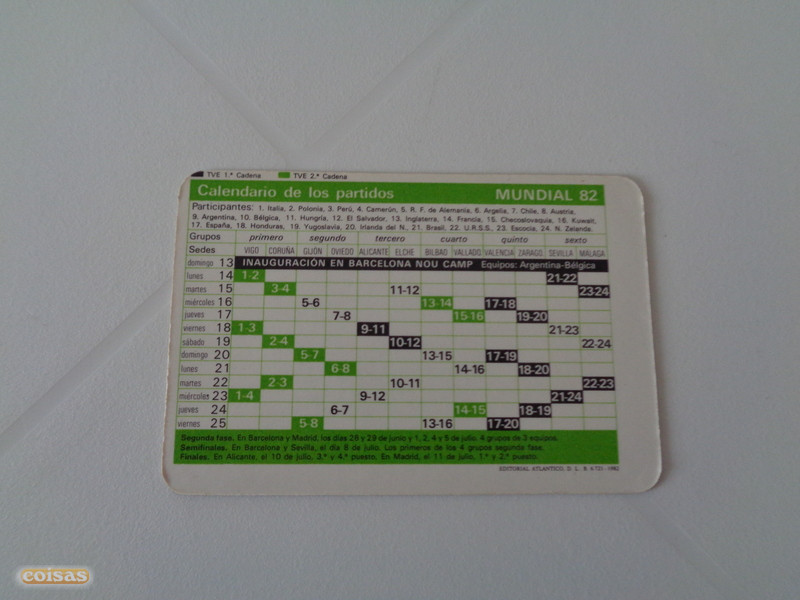 TVE 1.ª Cadena TVE 2.ª Cadena
Calendario de los partidos MUNDIAL 82
Participantes: 1. Italia, 2. Polonia, 3. Perú, 4. Camerún, 5. R. F. de Alemania, 6. Argelia, 7. Chile, 8. Austria,
9. Argentina, 10. Bélgica, 11. Hungría, 12. El Salvador, 13. Inglaterra, 14. Francia, 15. Checoslovaquia, 16. Kuwait,
17. España, 18. Honduras, 19. Yugoslavia, 20. Irlanda del N., 21. Brasil, 22. U.R.S.S., 23. Escocia, 24. N. Zelanda.
Grupos primero segundo tercero cuarto quinto sexto
Sedes VIGO CORUÑA GIJÓN OVIEDO ALICANTE ELCHE BILBAO VALLADO VALENCIA ZARAGO. SEVILLA MÁLAGA
domingo 13 INAUGURACIÓN EN BARCELONA NOU CAMP Equipos: Argentina-Bélgica
lunes 14 1-2 21-22
martes 15 3-4 11-12 23-24
miércoles 16 5-6 13-14 17-18
jueves 17 7-8 15-16 19-20
viernes 18 1-3 9-11 21-23
sábado 19 2-4 10-12 22-24
domingo 20 5-7 13-15 17-19
lunes 21 6-8 14-16 18-20
martes 22 2-3 10-11 22-23
miércoles 23 1-4 9-12 21-24
jueves 24 6-7 14-15 18-19
viernes 25 5-8 13-16 17-20
Segunda fase. En Barcelona y Madrid, los días 28 y 29 de junio y 1, 2, 4 y 5 de julio. 4 grupos de 3 equipos.
Semifinales. En Barcelona y Sevilla, el día 8 de julio. Los primeros de los 4 grupos segunda fase.
Finales. En Alicante, el 10 de julio. 3.º y 4.º puesto. En Madrid, el 11 de julio. 1.º y 2.º puesto.
EDITORIAL ATLANTICO. D. L. B. 1982
coisas